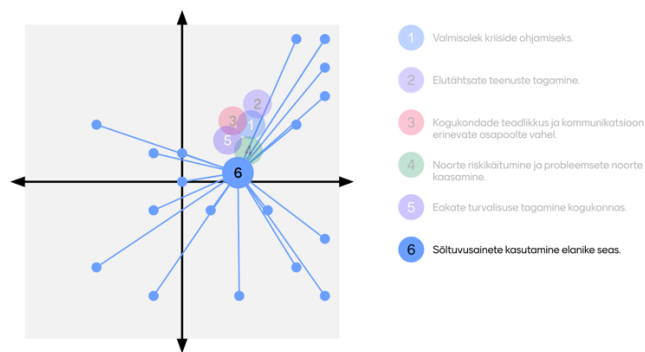 2
3
1
5
4
6
1 Valmisolek kriiside ohjamiseks.
2 Elutähtsate teenuste tagamine.
3 Kogukondade teadlikkus ja kommunikatsioon
erinevate osapoolte vahel.
4 Noorte riskikäitumine ja probleemsete noorte
kaasamine.
5 Eakate turvalisuse tagamine kogukonnas.
6 Sõltuvusainete kasutamine elanike seas.